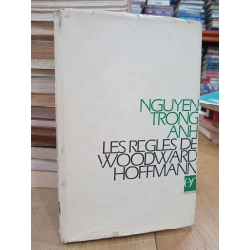 NGUYEN
TRONG
ANH
LES REGLES DE
WOODWARD
HOFFMANN